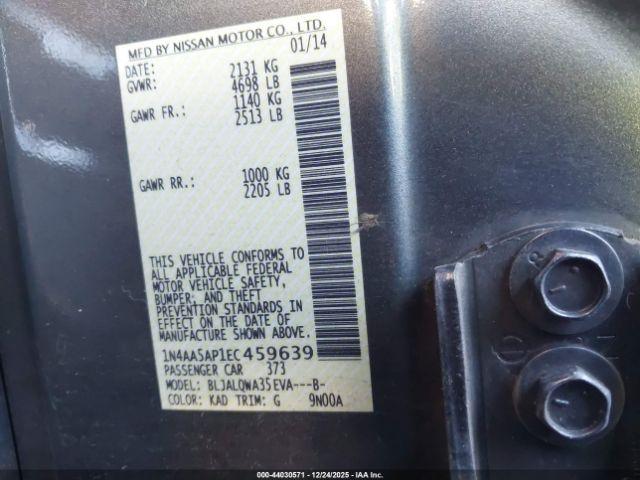 MFD BY NISSAN MOTOR CO., LTD.
DATE: 01/14
GVWR: 2131 KG
4698 LB
GAWR FR.: 1140 KG
2513 LB
GAWR RR.: 1000 KG
2205 LB
THIS VEHICLE CONFORMS TO
ALL APPLICABLE FEDERAL
MOTOR VEHICLE SAFETY,
BUMPER, AND THEFT
PREVENTION STANDARDS IN
EFFECT ON THE DATE OF
MANUFACTURE SHOWN ABOVE.
1N4AA5AP1EC459639
PASSENGER CAR 373
MODEL: BLJALQWA35EVA---B-
COLOR: KAD TRIM: G 9N00A
00-44030571 - 12/24/2025 - IAA Inc.